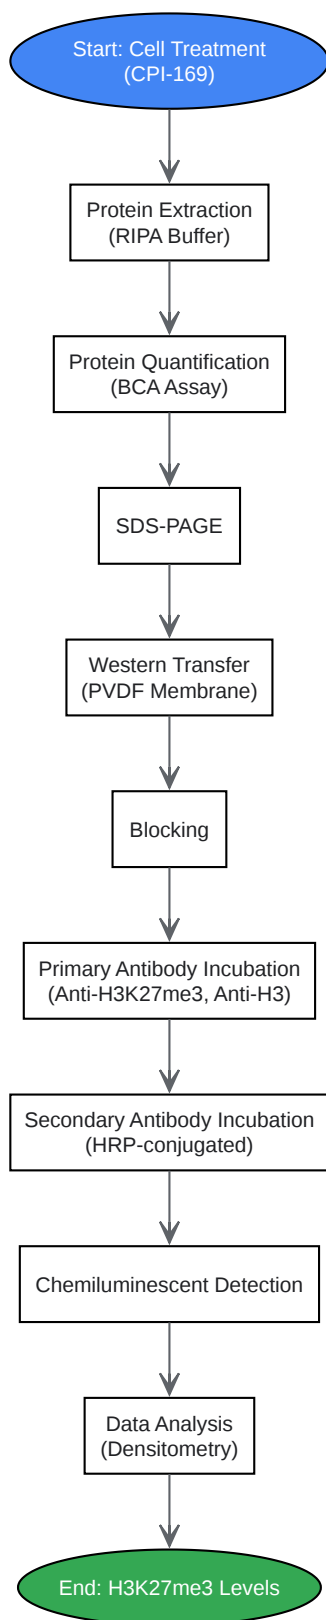 Start: Cell Treatment
(CPI-169)
Protein Extraction
(RIPA Buffer)
Protein Quantification
(BCA Assay)
SDS-PAGE
Western Transfer
(PVDF Membrane)
Blocking
Primary Antibody Incubation
(Anti-H3K27me3, Anti-H3)
Secondary Antibody Incubation
(HRP-conjugated)
Chemiluminescent Detection
Data Analysis
(Densitometry)
End: H3K27me3 Levels